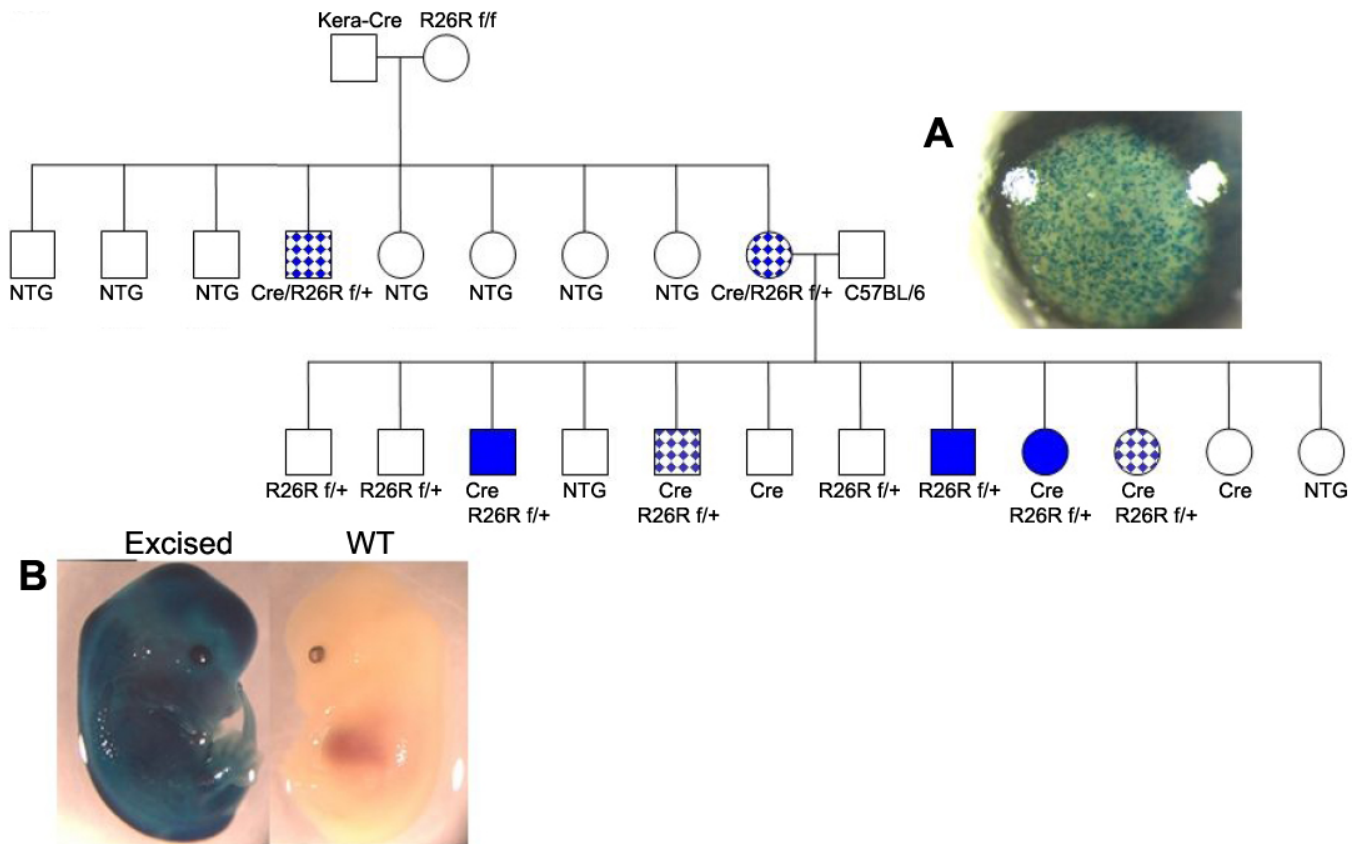 Kera-Cre R26R f/f
A
NTG NTG NTG Cre/R26R f/+ NTG NTG NTG NTG Cre/R26R f/+ C57BL/6
R26R f/+ R26R f/+ Cre NTG Cre Cre R26R f/+ R26R f/+ Cre Cre Cre NTG
R26R f/+ R26R f/+ R26R f/+ R26R f/+
Excised WT
B